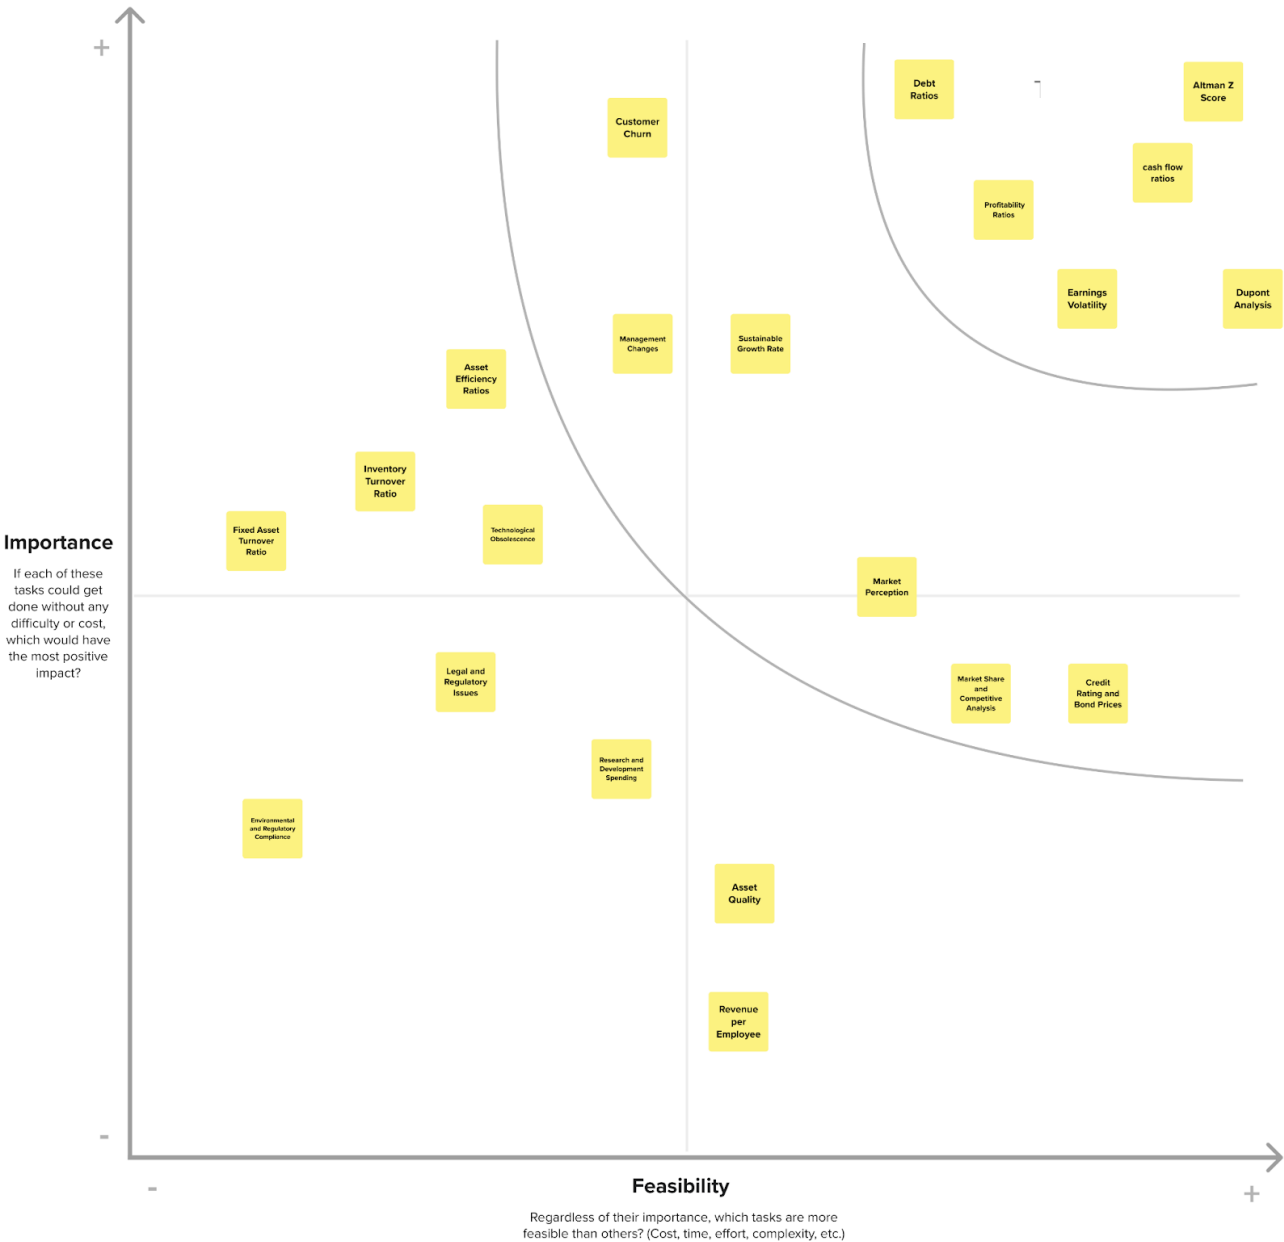 +
Debt
Ratios
Altman Z
Score
Customer
Churn
cash flow
ratios
Profitability
Ratios
Earnings
Volatility
Dupont
Analysis
Management
Changes
Sustainable
Growth Rate
Asset
Efficiency
Ratios
Inventory
Turnover
Ratio
Fixed Asset
Turnover
Ratio
Technological
Obsolescence
Importance
If each of these
tasks could get
done without any
difficulty or cost,
which would have
the most positive
impact?
Market
Perception
Legal and
Regulatory
Issues
Market Share
and
Competitive
Analysis
Credit
Rating and
Bond Prices
Research and
Development
Spending
Environmental
and Regulatory
Compliance
Asset
Quality
Revenue
per
Employee
-
-
Feasibility
+
Regardless of their importance, which tasks are more
feasible than others? (Cost, time, effort, complexity, etc.)